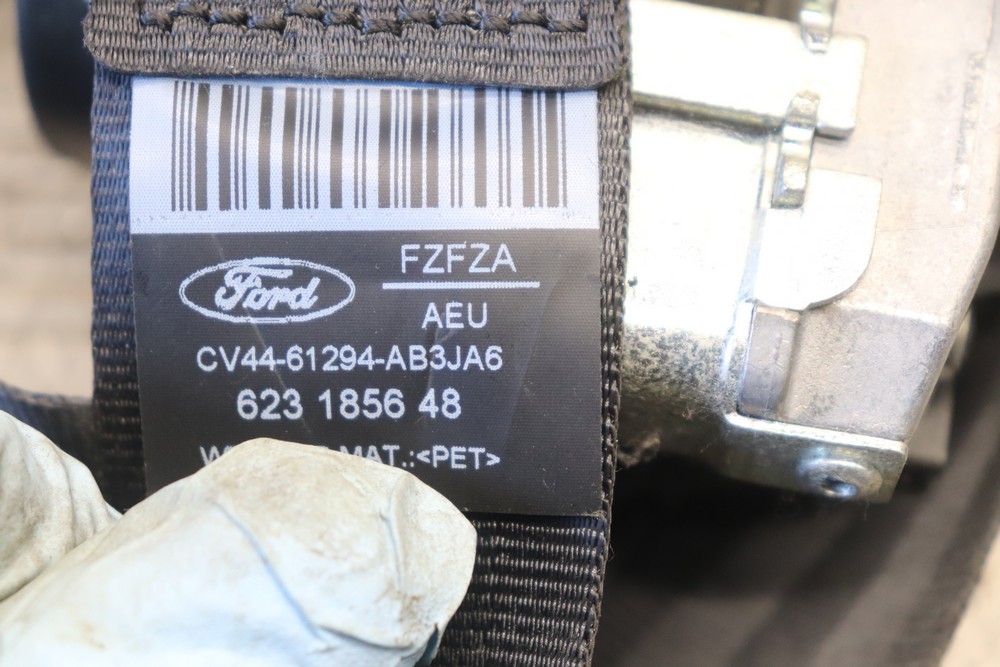 FZFZA
Ford
AEU
CV44-61294-AB3JA6
623 1856 48
MAT.:<PET>